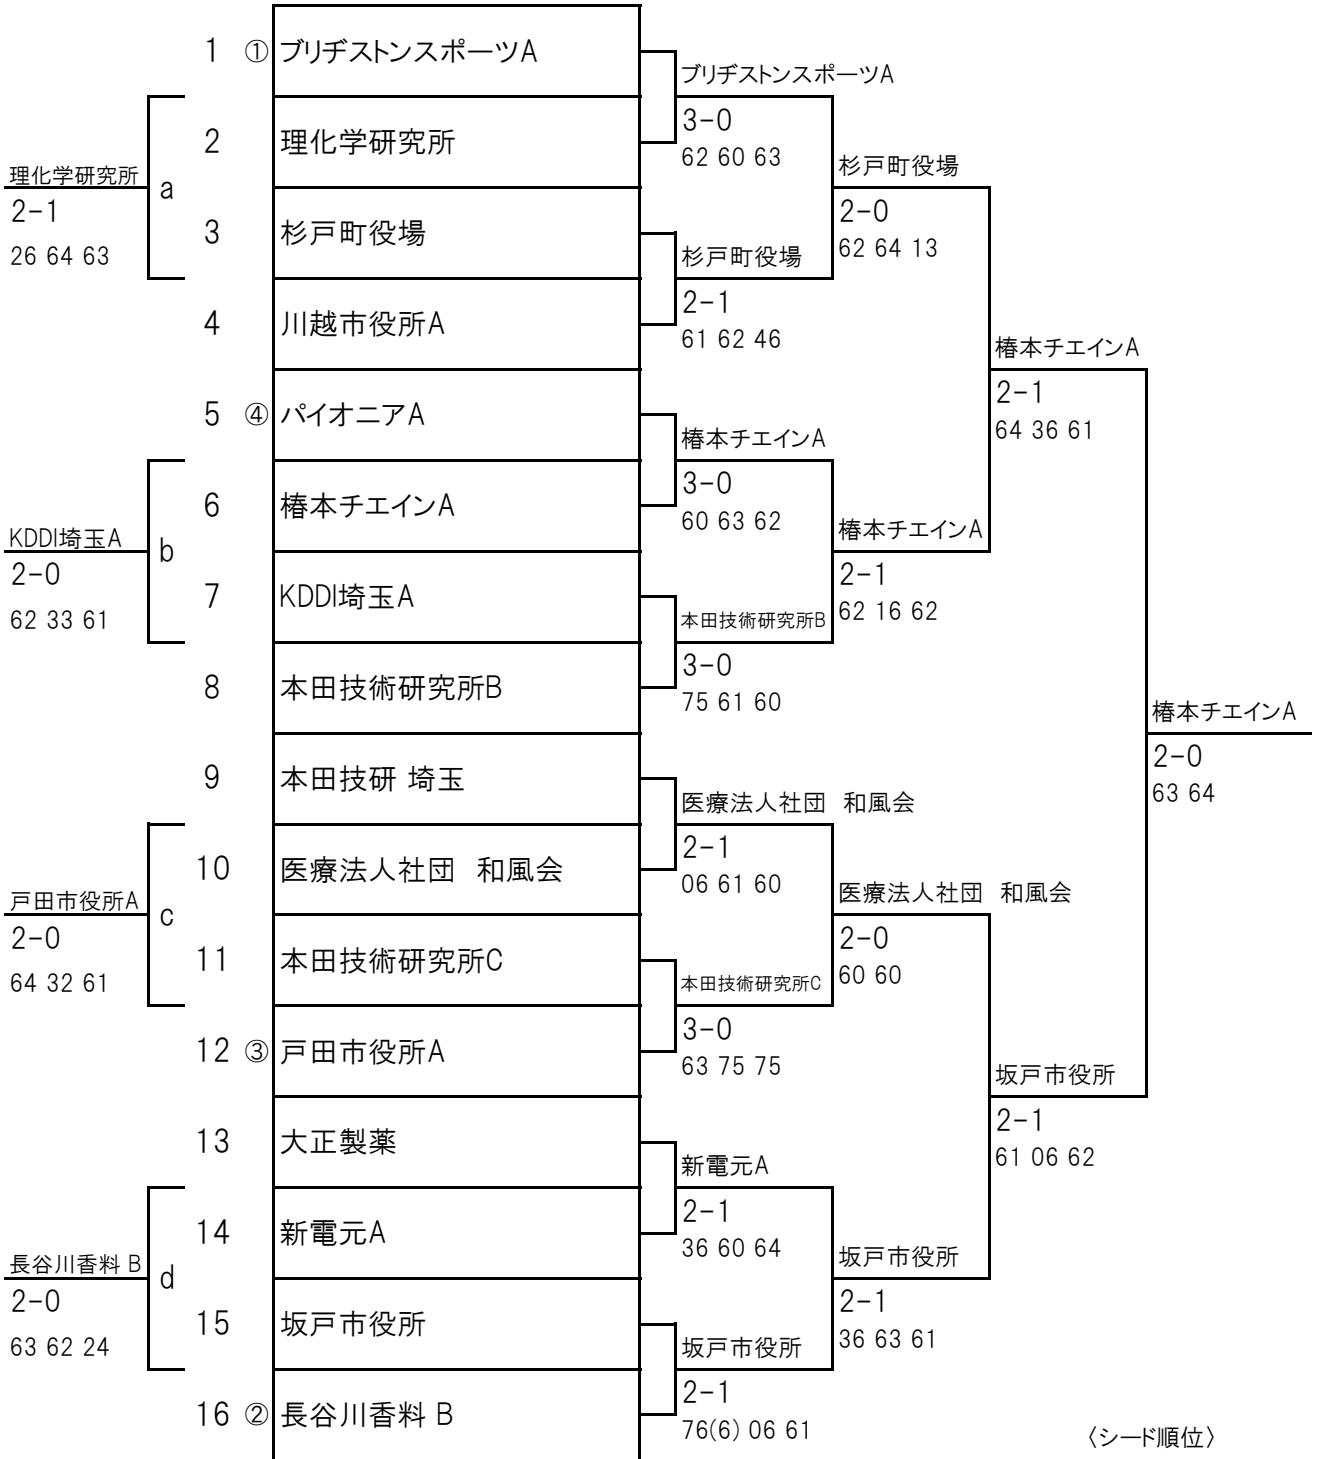 1 ① ブリヂストンスポーツA
2 理化学研究所
3 杉戸町役場
4 川越市役所A
5 ④ パイオニアA
6 椿本チエインA
7 KDDI埼玉A
8 本田技術研究所B
9 本田技研 埼玉
10 医療法人社団 和風会
11 本田技術研究所C
12 ③ 戸田市役所A
13 大正製薬
14 新電元A
15 坂戸市役所
16 ② 長谷川香料 B
理化学研究所
a
2-1
26 64 63
KDDI埼玉A
b
2-0
62 33 61
戸田市役所A
c
2-0
64 32 61
長谷川香料 B
d
2-0
63 62 24
ブリヂストンスポーツA
3-0
62 60 63
杉戸町役場
2-1
61 62 46
椿本チエインA
3-0
60 63 62
本田技術研究所B
3-0
75 61 60
医療法人社団 和風会
2-1
06 61 60
本田技術研究所C
3-0
63 75 75
新電元A
2-1
36 60 64
坂戸市役所
2-1
76(6) 06 61
杉戸町役場
2-0
62 64 13
椿本チエインA
2-1
62 16 62
医療法人社団 和風会
2-0
60 60
坂戸市役所
2-1
36 63 61
椿本チエインA
2-1
64 36 61
坂戸市役所
2-1
61 06 62
椿本チエインA
2-0
63 64
〈シード順位〉